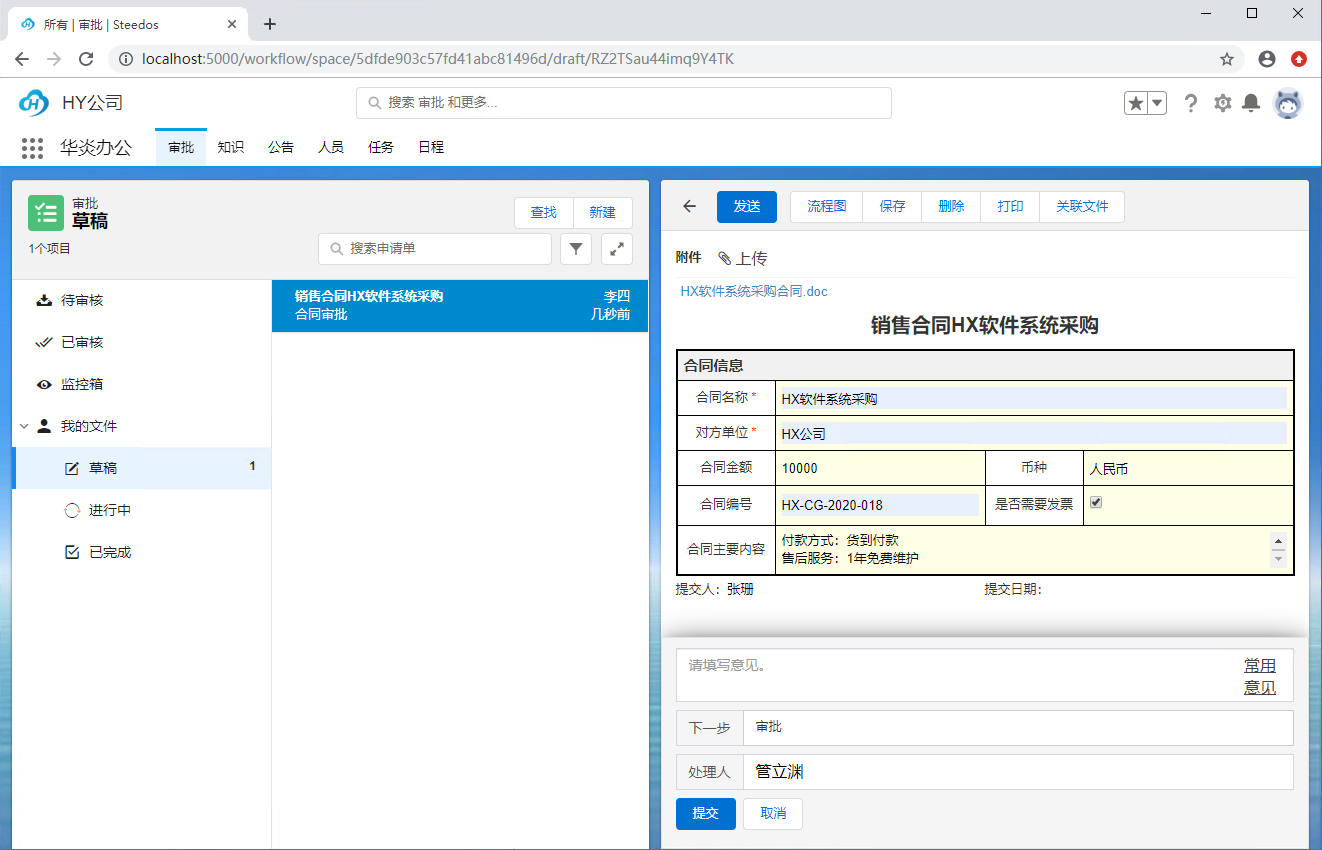 所有 | 审批 | Steedos
localhost:5000/workflow/space/5dfde903c57fd41abc81496d/draft/RZ2TSau44imq9Y4TK
HY公司
搜索 审批 和更多...
华炎办公 审批 知识 公告 人员 任务 日程
审批
草稿
查找 新建
1个项目
搜索申请单
待审核
已审核
监控箱
我的文件
草稿 1
进行中
已完成
销售合同HX软件系统采购 李四
合同审批 几秒前
发送 流程图 保存 删除 打印 关联文件
附件 上传
HX软件系统采购合同.doc
销售合同HX软件系统采购
合同信息
合同名称* HX软件系统采购
对方单位* HX公司
合同金额 10000 币种 人民币
合同编号 HX-CG-2020-018 是否需要发票
合同主要内容 付款方式：货到付款
售后服务：1年免费维护
提交人：张珊 提交日期：
请填写意见。 常用
意见
下一步 审批
处理人 管立渊
提交 取消